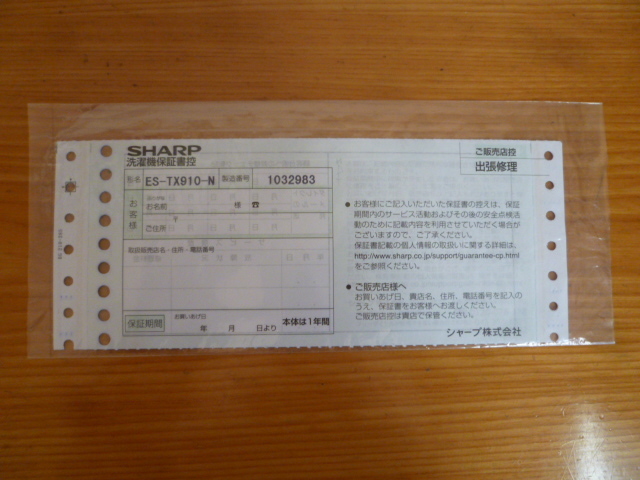 SHARP
洗濯機保証書控
形名 ES-TX910-N 製造番号 1032983
お客様
お名前 様 ☎
〒
ご住所
取扱販売店名・住所・電話番号
保証期間
お買いあげ日
年 月 日より 本体は1年間
ご販売店控
出張修理
● お客様にご記入いただいた保証書の控えは、保証
期間内のサービス活動およびその後の安全点検活
動のために記載内容を利用させていただく場合が
ございますので、ご了承ください。
保証書記載の個人情報の取扱いに関する詳細は、
http://www.sharp.co.jp/support/guarantee-cp.html
をご参照ください。
● ご販売店様へ
お買いあげ日、貴店名、住所、電話番号を記入のう
え、保証書をお客様へお渡しください。
ご販売店控は貴店で保管ください。
シャープ株式会社